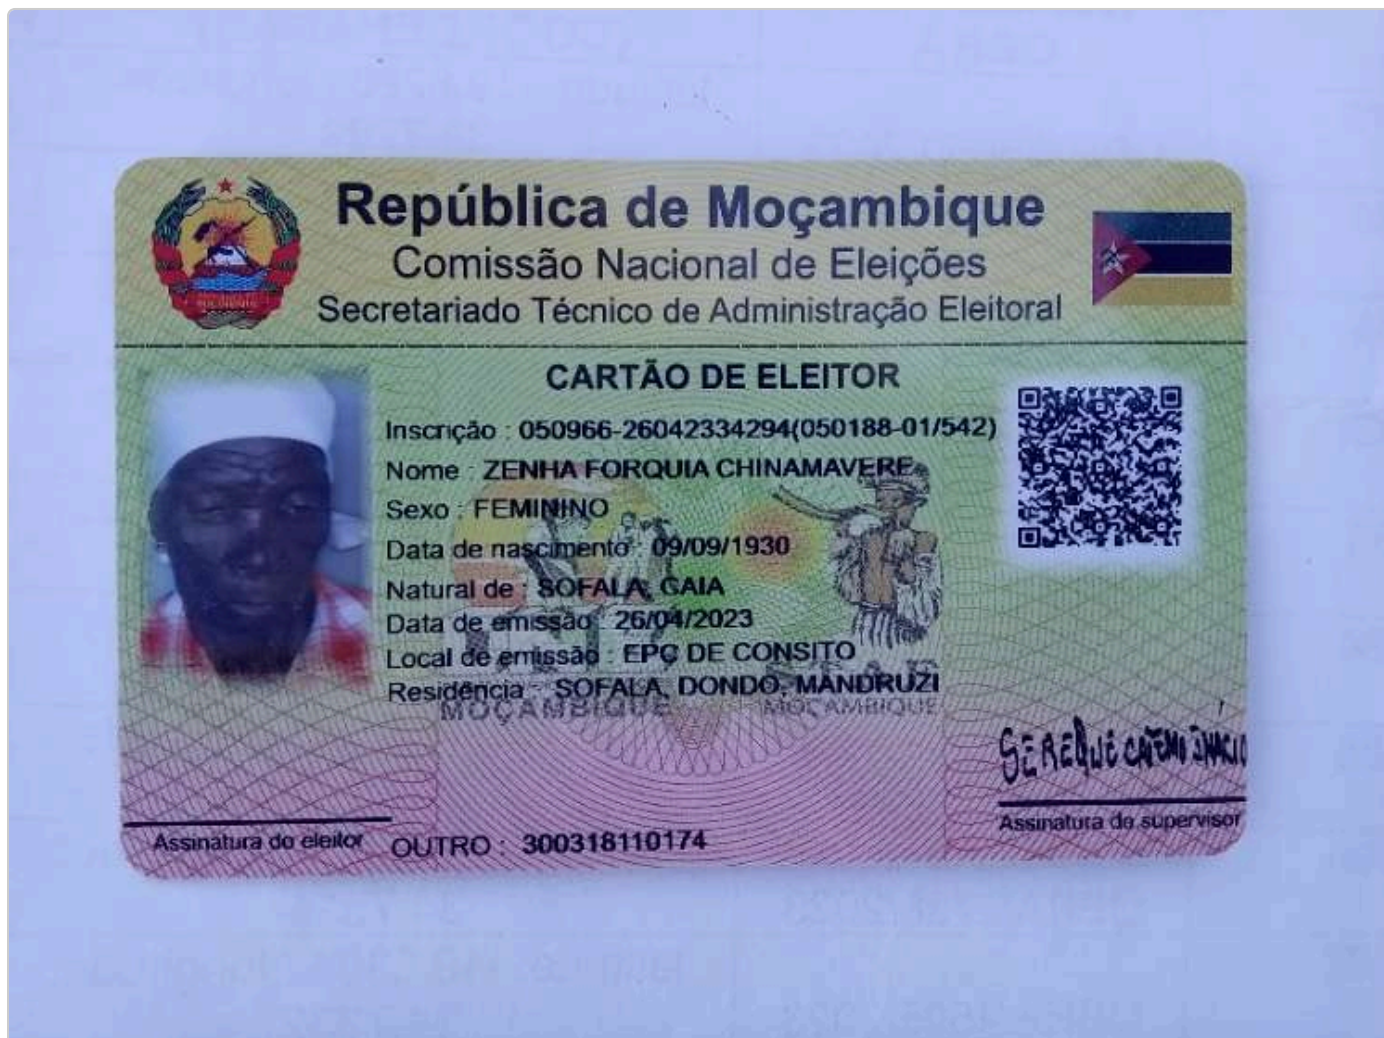 República de Moçambique
Comissão Nacional de Eleições
Secretariado Técnico de Administração Eleitoral
CARTÃO DE ELEITOR
Inscrição : 050966-26042334294(050188-01/542)
Nome : ZENHA FORQUIA CHINAMAVERE
Sexo : FEMININO
Data de nascimento : 09/09/1930
Natural de : SOFALA, GAIA
Data de emissão : 26/04/2023
Local de emissão : EPC DE CONSITO
Residência : SOFALA, DONDO, MANDRUZI
MOÇAMBIQUE MOÇAMBIQUE
SEREQUE INÁCIO
Assinatura do eleitor
Assinatura do supervisor
OUTRO : 300318110174